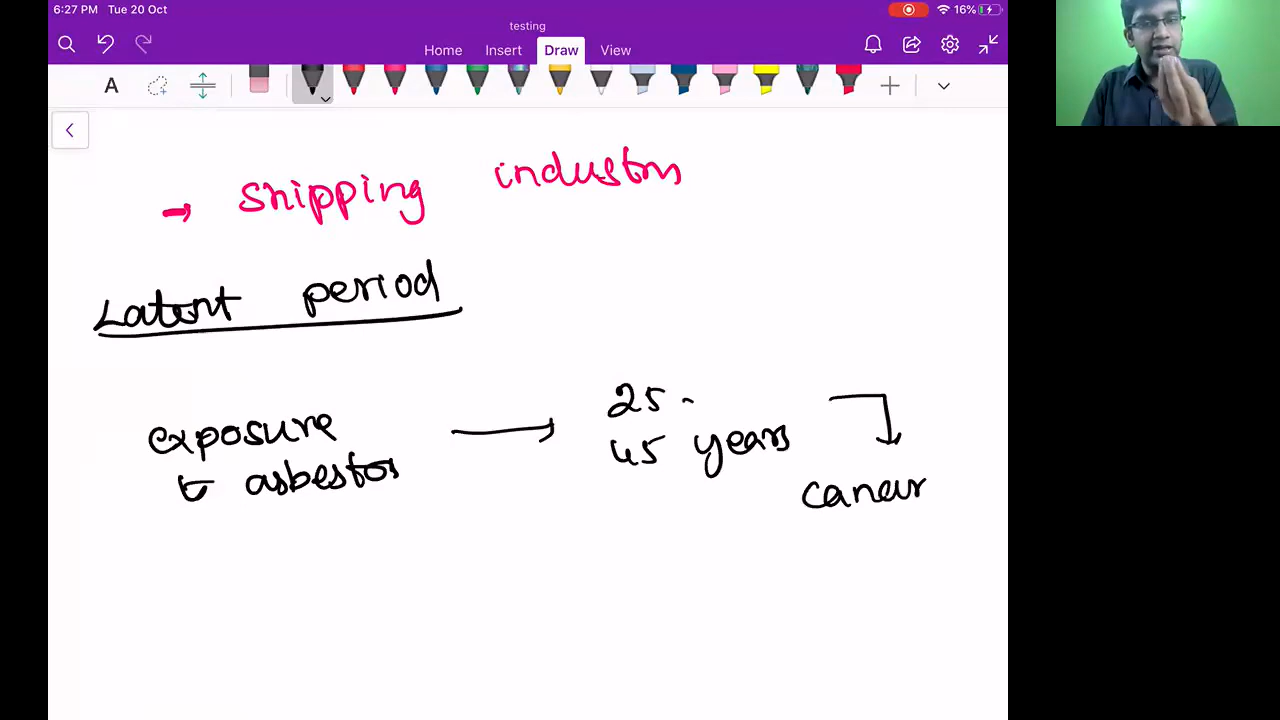 6:27 PM Tue 20 Oct
16%
testing
Home Insert Draw View
A
→ Shipping industry
Latent period
exposure
to asbestos
25 -
45 years
cancer